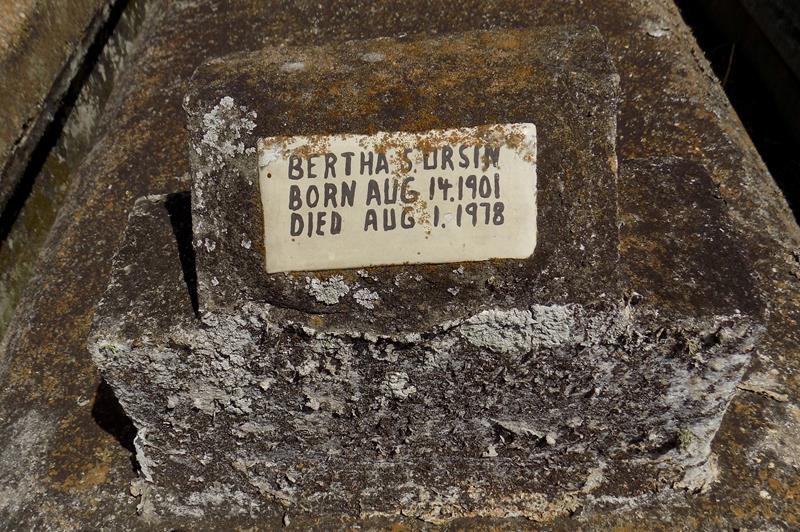 BERTHA S. URSIN
BORN AUG 14. 1901
DIED AUG 1. 1978